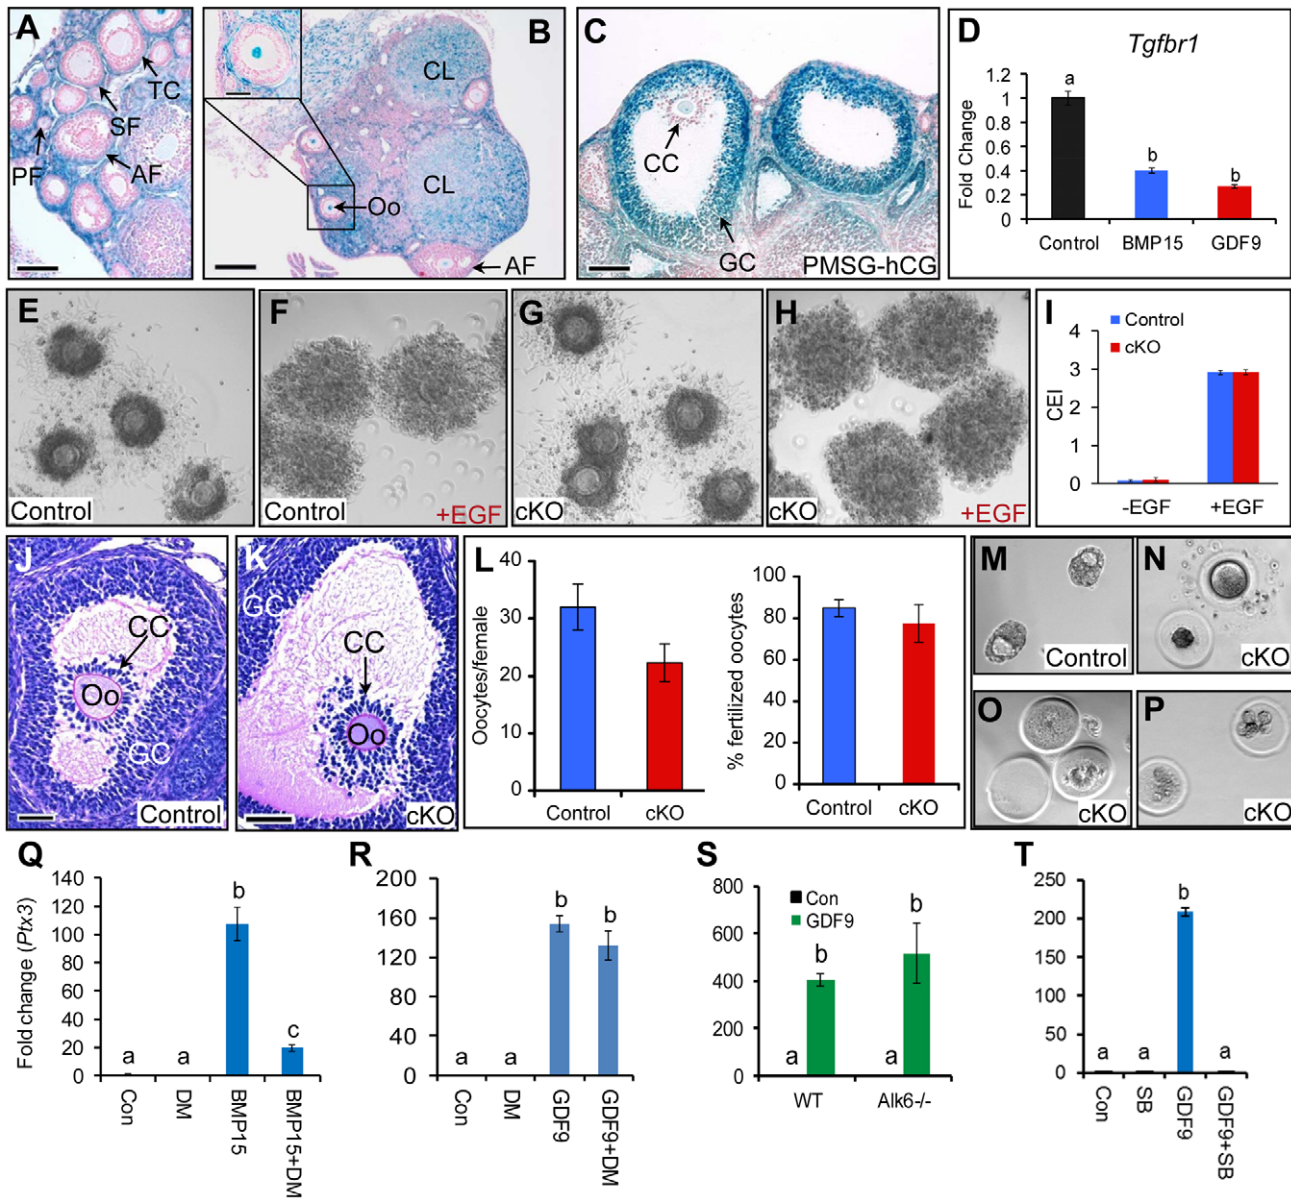 A
TC
SF
PF
AF
B
CL
CL
Oo
AF
C
CC
GC
PMSG-hCG
D
Tgfbr1
Fold Change
1.2
1
0.8
0.6
0.4
0.2
0
a
b
b
Control BMP15 GDF9
E
Control
F
Control +EGF
G
cKO
H
cKO +EGF
I
Control
cKO
CEI
4
3
2
1
0
-EGF +EGF
J
CC
Oo
GC
Control
K
GC
CC
Oo
cKO
L
Oocytes/female
40
30
20
10
0
Control cKO
% fertilized oocytes
100
80
60
40
20
0
Control cKO
M
Control
N
cKO
O
cKO
P
cKO
Q
Fold change (Ptx3)
140
120
100
80
60
40
20
0
a a b c
Con DM BMP15 BMP15+DM
R
200
160
120
80
40
0
a a b b
Con DM GDF9 GDF9+DM
S
Con
GDF9
800
600
400
200
0
a b a b
WT Alk6-/-
T
250
200
150
100
50
0
a a b a
Con SB GDF9 GDF9+SB